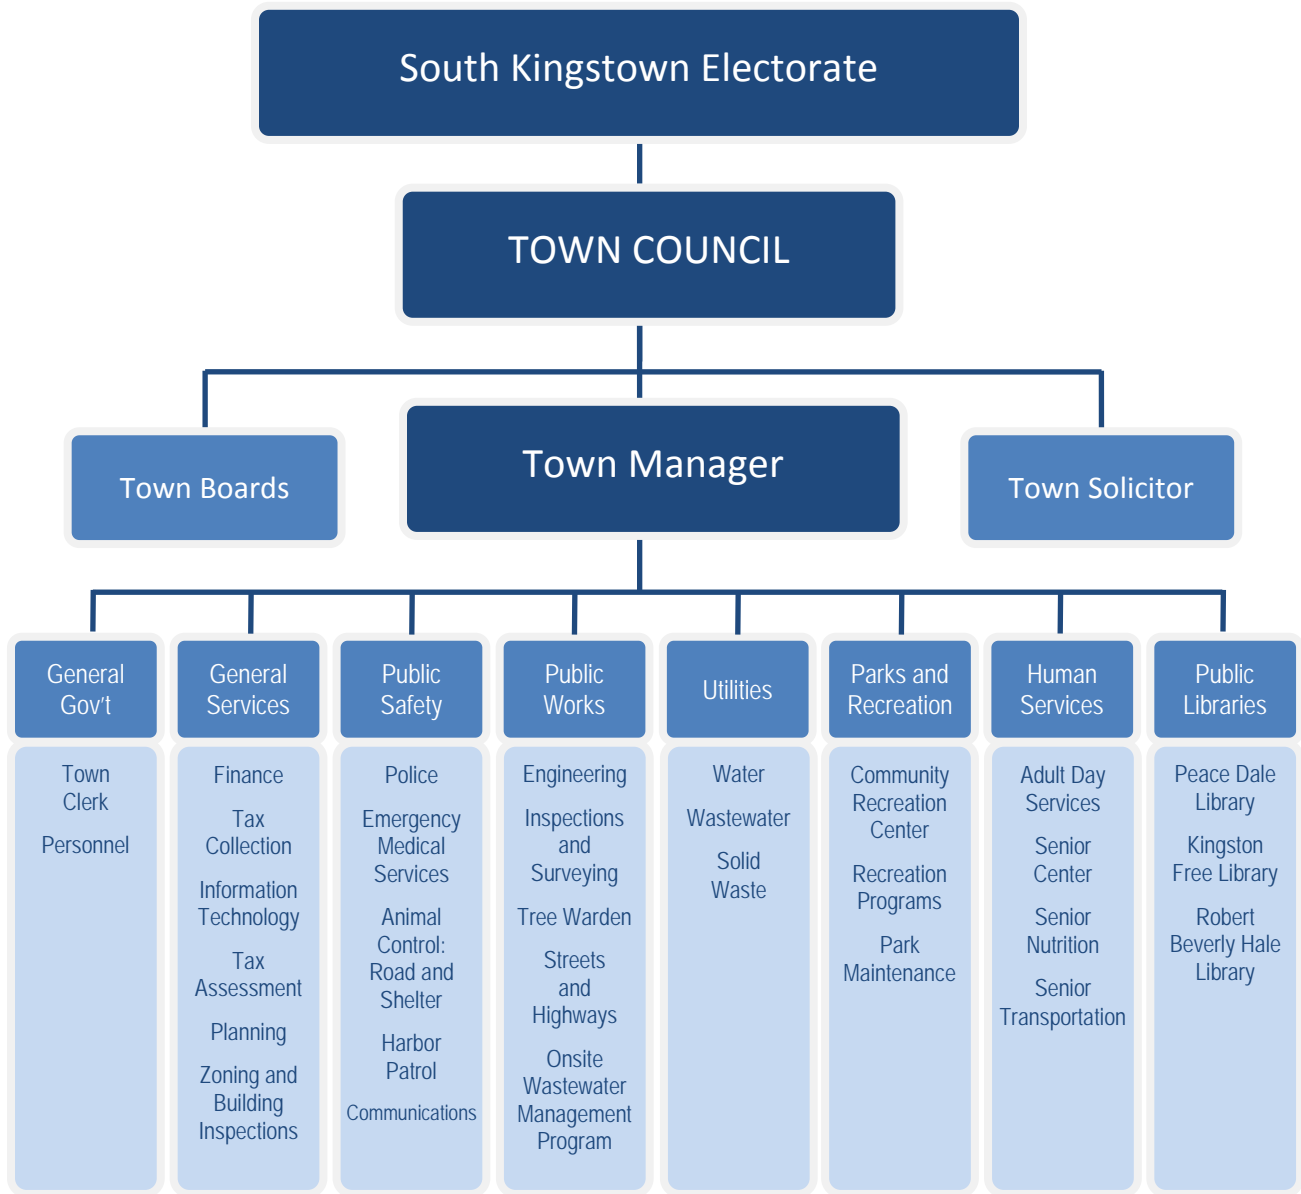 South Kingstown Electorate
TOWN COUNCIL
Town Boards
Town Manager
Town Solicitor
General
Gov't
Town
Clerk
Personnel
General
Services
Finance
Tax
Collection
Information
Technology
Tax
Assessment
Planning
Zoning and
Building
Inspections
Public
Safety
Police
Emergency
Medical
Services
Animal
Control:
Road and
Shelter
Harbor
Patrol
Communications
Public
Works
Engineering
Inspections
and
Surveying
Tree Warden
Streets
and
Highways
Onsite
Wastewater
Management
Program
Utilities
Water
Wastewater
Solid
Waste
Parks and
Recreation
Community
Recreation
Center
Recreation
Programs
Park
Maintenance
Human
Services
Adult Day
Services
Senior
Center
Senior
Nutrition
Senior
Transportation
Public
Libraries
Peace Dale
Library
Kingston
Free Library
Robert
Beverly Hale
Library